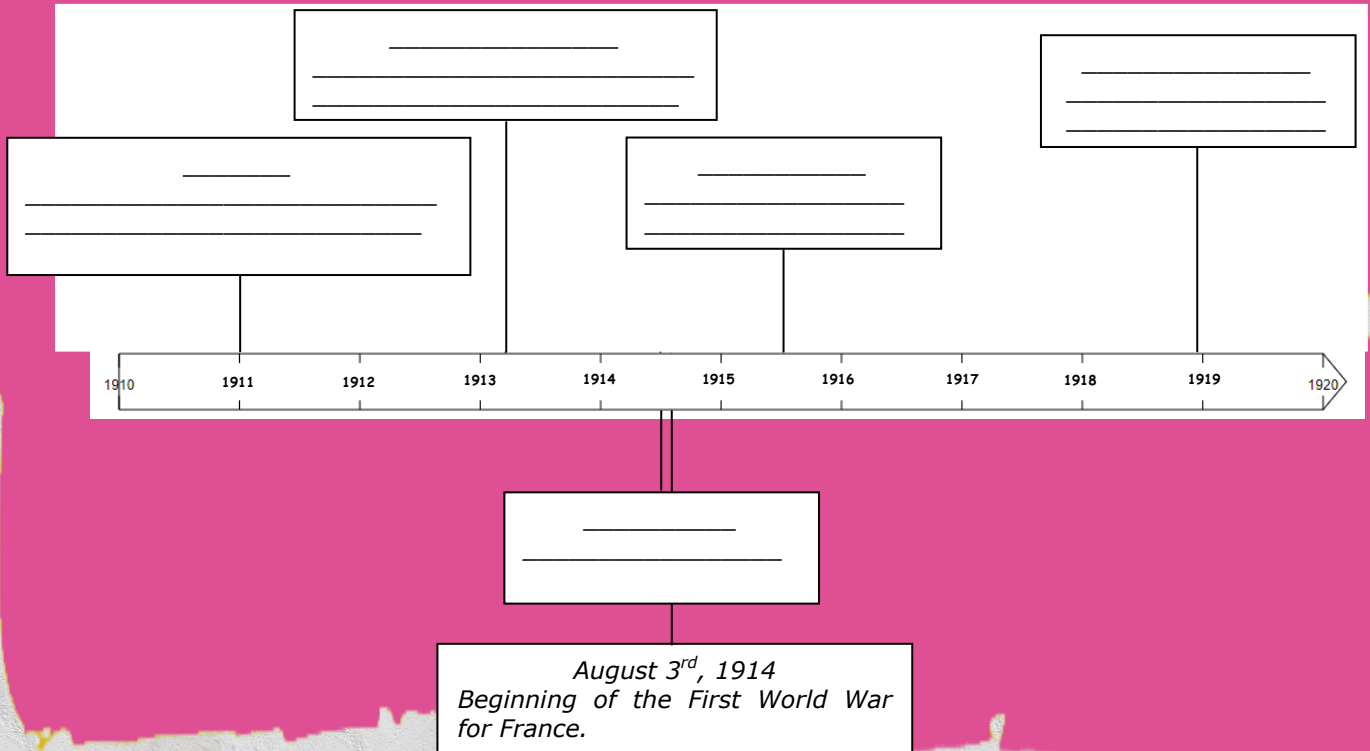 1910 1911 1912 1913 1914 1915 1916 1917 1918 1919 1920
August 3rd, 1914
Beginning of the First World War
for France.